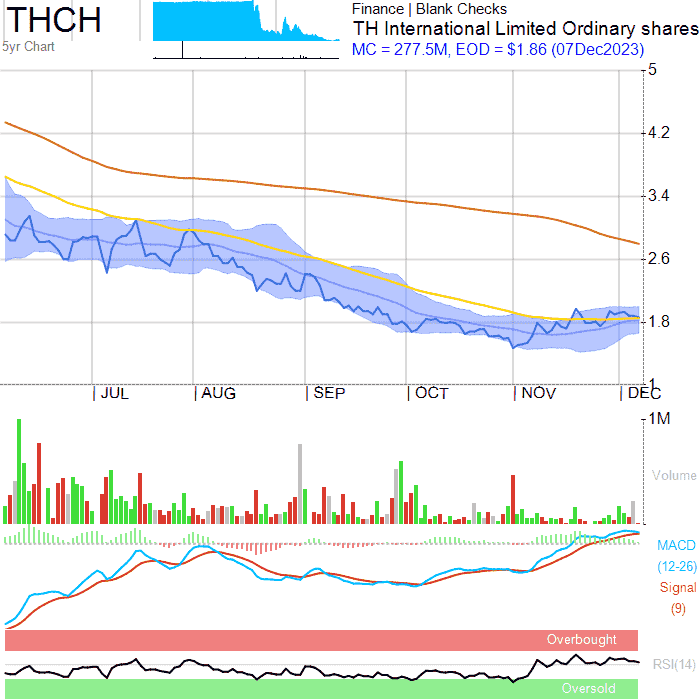 THCH
5yr Chart
Finance | Blank Checks
TH International Limited Ordinary shares
MC = 277.5M, EOD = $1.86 (07Dec2023)
5
4.2
3.4
2.6
1.8
1
JUL AUG SEP OCT NOV DEC
1M
Volume
MACD
(12-26)
Signal
(9)
Overbought
RSI(14)
Oversold